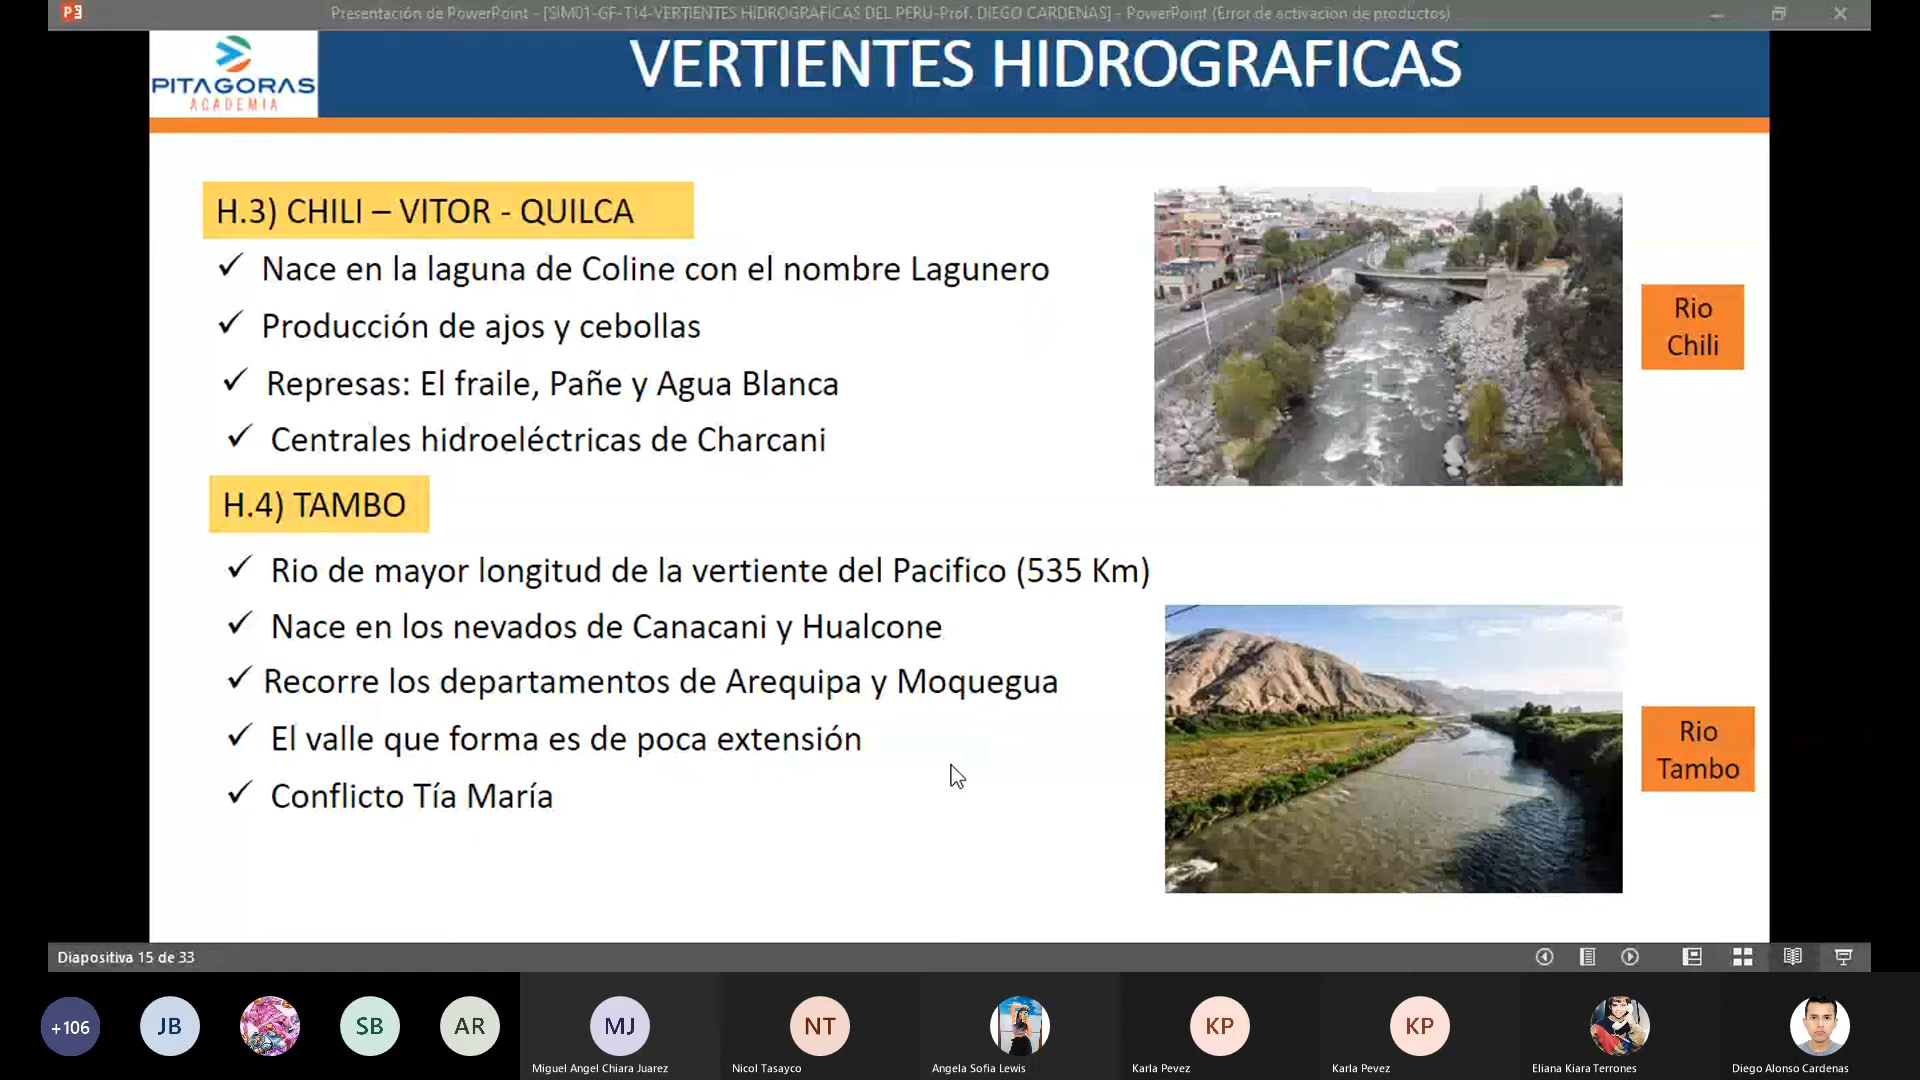 Presentación de PowerPoint - [SIM01-GF-T14-VERTIENTES HIDROGRAFICAS DEL PERU-Prof. DIEGO CARDENAS] - PowerPoint (Error de activación de productos)
PITAGORAS
ACADEMIA
VERTIENTES HIDROGRAFICAS
H.3) CHILI – VITOR - QUILCA
✓ Nace en la laguna de Coline con el nombre Lagunero
✓ Producción de ajos y cebollas
✓ Represas: El fraile, Pañe y Agua Blanca
✓ Centrales hidroeléctricas de Charcani
Rio
Chili
H.4) TAMBO
✓ Rio de mayor longitud de la vertiente del Pacifico (535 Km)
✓ Nace en los nevados de Canacani y Hualcone
✓ Recorre los departamentos de Arequipa y Moquegua
✓ El valle que forma es de poca extensión
✓ Conflicto Tía María
Rio
Tambo
Diapositiva 15 de 33
+106
JB
SB
AR
MJ
NT
KP
KP
Miguel Angel Chiara Juarez
Nicol Tasayco
Angela Sofia Lewis
Karla Pevez
Karla Pevez
Eliana Kiara Terrones
Diego Alonso Cardenas